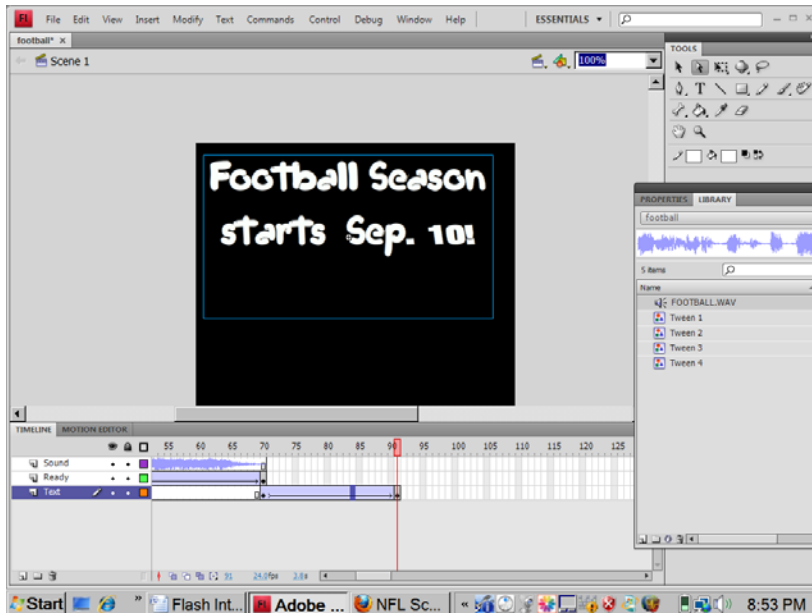 FL File Edit View Insert Modify Text Commands Control Debug Window Help ESSENTIALS
football* X
Scene 1 100%
TOOLS
T
Football Season
starts Sep. 10!
PROPERTIES LIBRARY
football
5 items
Name
FOOTBALL.WAV
Tween 1
Tween 2
Tween 3
Tween 4
TIMELINE MOTION EDITOR
55 60 65 70 75 80 85 90 95 100 105 110 115 120 125
Sound
Ready
Text
91 24.0fps 3.8s
Start » Flash Int... FL Adobe ... NFL Sc... « 8:53 PM